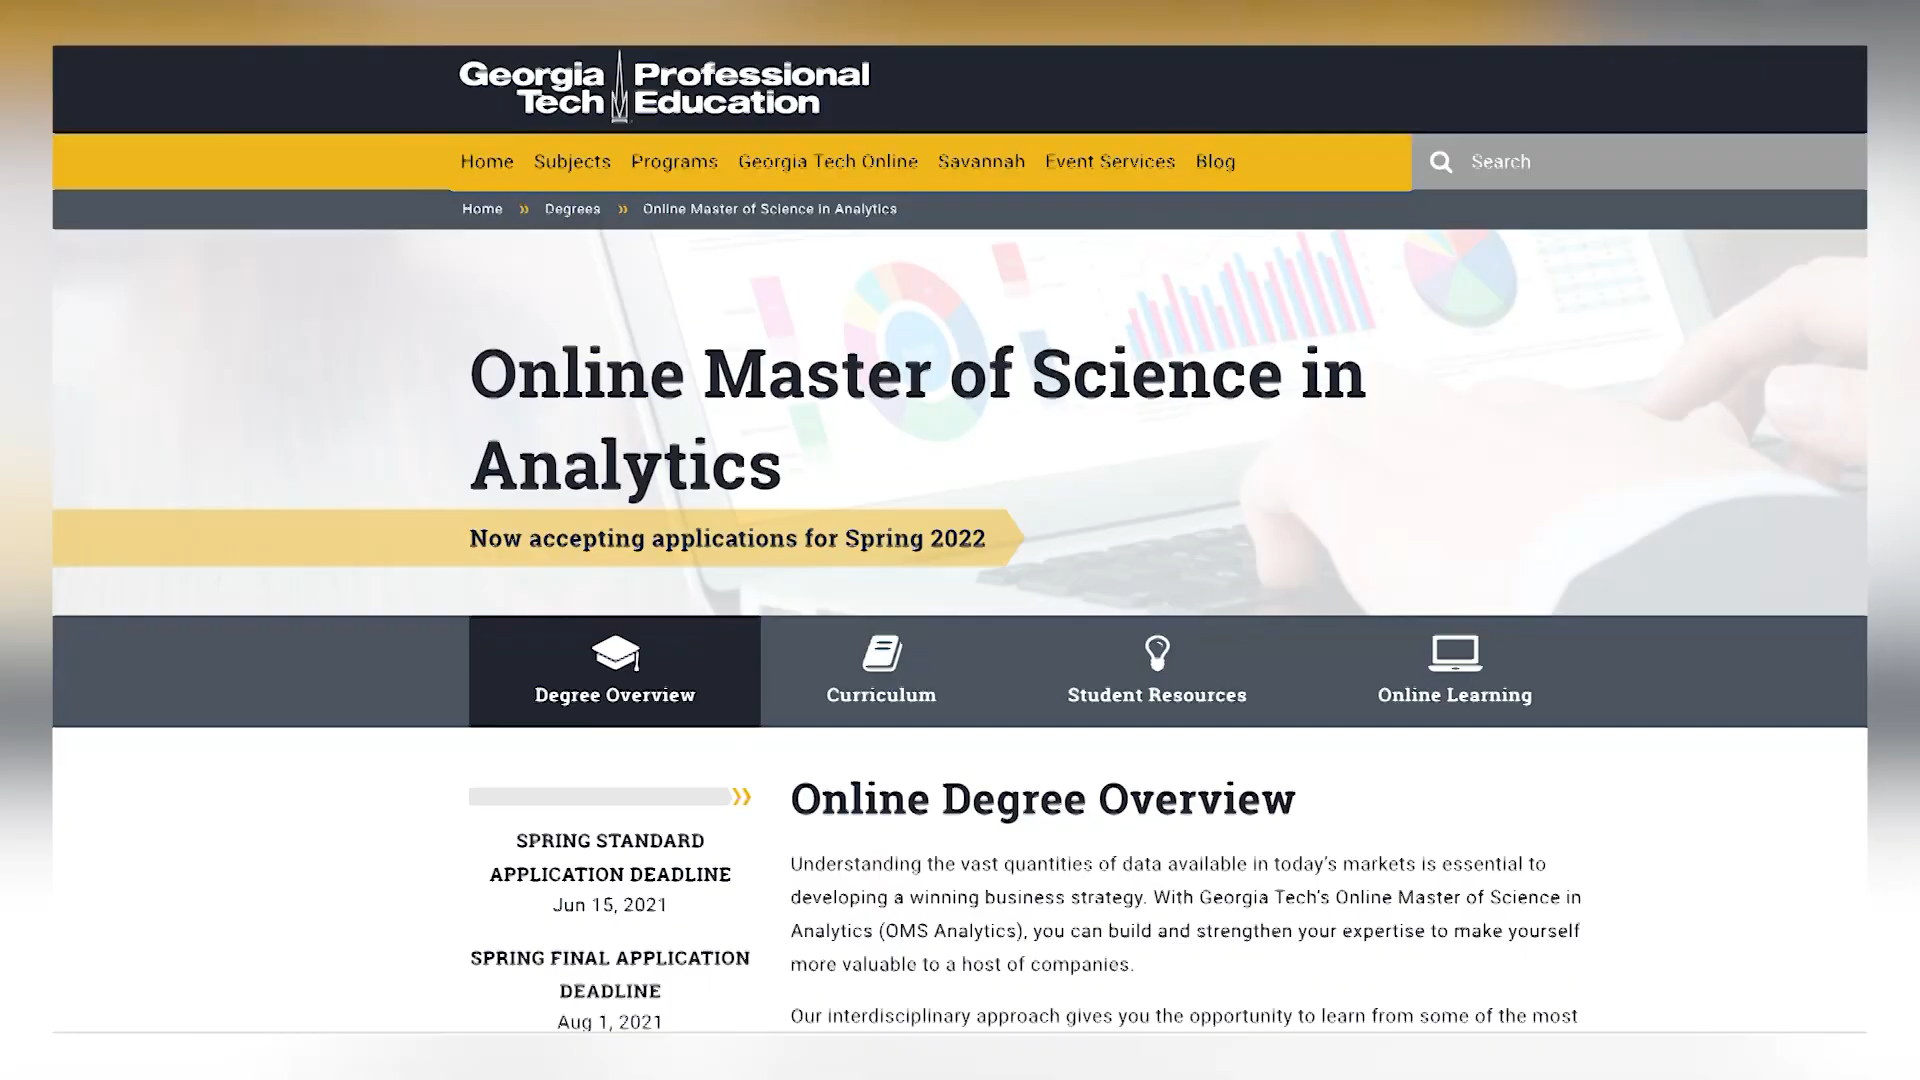 Georgia Tech Professional Education
Home Subjects Programs Georgia Tech Online Savannah Event Services Blog Search
Home » Degrees » Online Master of Science in Analytics
Online Master of Science in
Analytics
Now accepting applications for Spring 2022
Degree Overview Curriculum Student Resources Online Learning
SPRING STANDARD
APPLICATION DEADLINE
Jun 15, 2021
SPRING FINAL APPLICATION
DEADLINE
Aug 1, 2021
Online Degree Overview
Understanding the vast quantities of data available in today's markets is essential to
developing a winning business strategy. With Georgia Tech's Online Master of Science in
Analytics (OMS Analytics), you can build and strengthen your expertise to make yourself
more valuable to a host of companies.
Our interdisciplinary approach gives you the opportunity to learn from some of the most